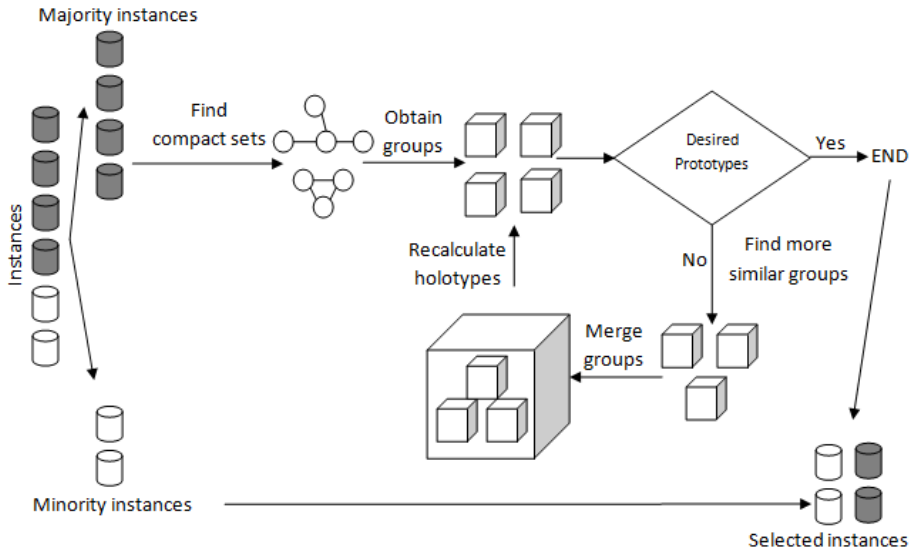 Majority instances
Find
compact sets
Obtain
groups
Desired
Prototypes
Yes
END
Instances
Recalculate
holotypes
No
Find more
similar groups
Merge
groups
Minority instances
Selected instances